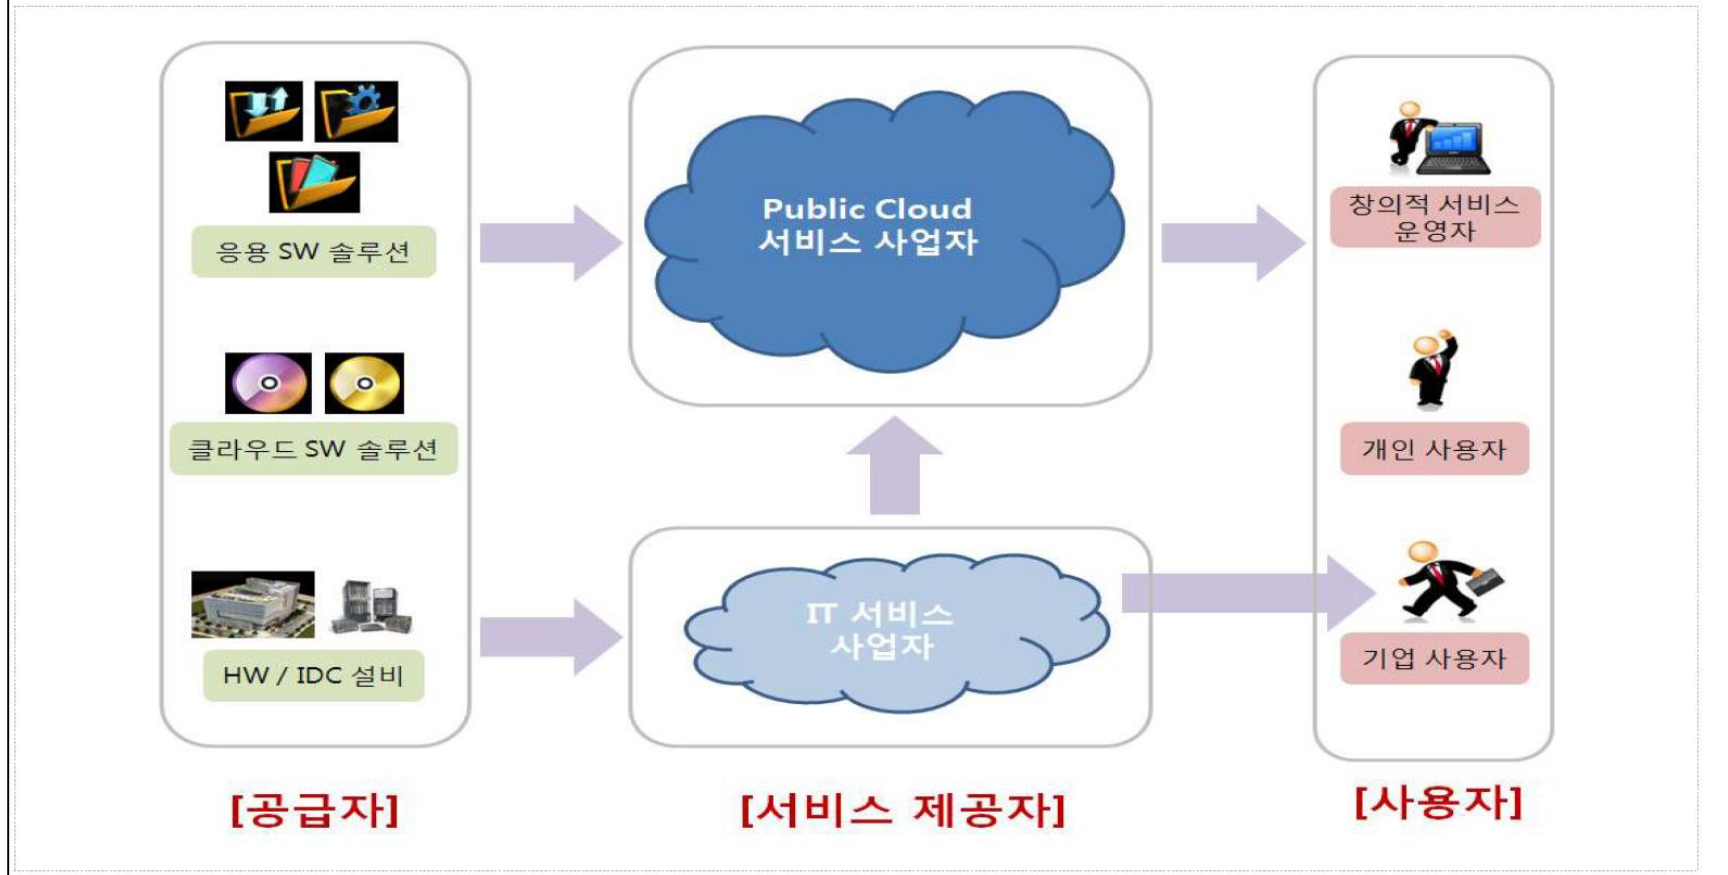 응용 SW 솔루션
클라우드 SW 솔루션
HW / IDC 설비
[공급자]
Public Cloud
서비스 사업자
IT 서비스
사업자
[서비스 제공자]
창의적 서비스
운영자
개인 사용자
기업 사용자
[사용자]